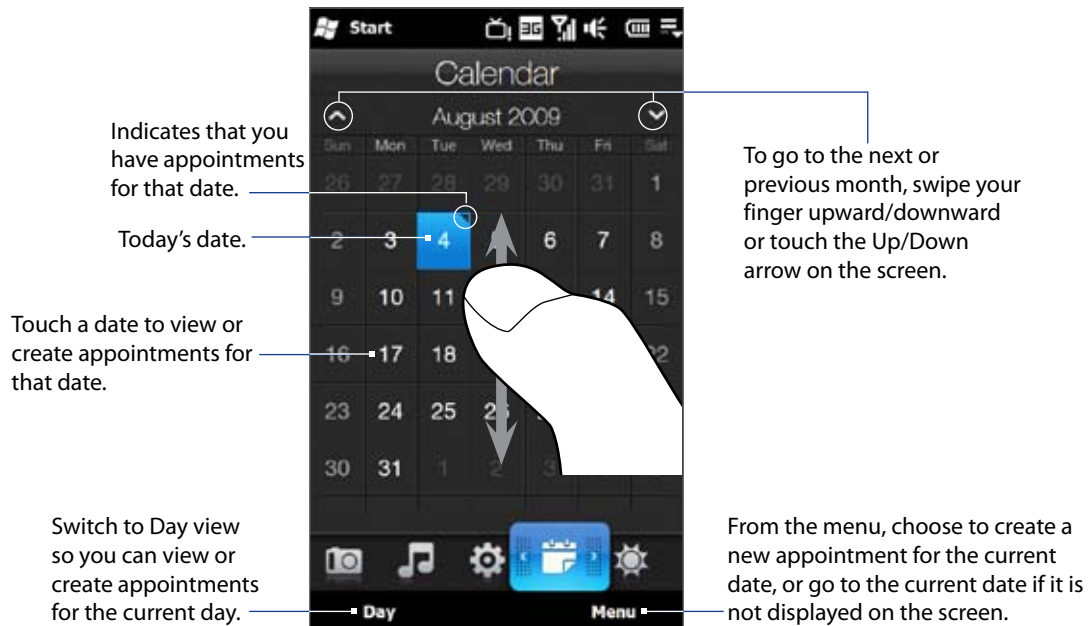 Start
Calendar
August 2009
Sun Mon Tue Wed Thu Fri Sat
26 27 28 29 30 31 1
2 3 4 6 7 8
9 10 11 14 15
16 17 18 22
23 24 25 26
30 31 1 2 3
Day Menu
Indicates that you
have appointments
for that date.
Today's date.
Touch a date to view or
create appointments for
that date.
Switch to Day view
so you can view or
create appointments
for the current day.
To go to the next or
previous month, swipe your
finger upward/downward
or touch the Up/Down
arrow on the screen.
From the menu, choose to create a
new appointment for the current
date, or go to the current date if it is
not displayed on the screen.